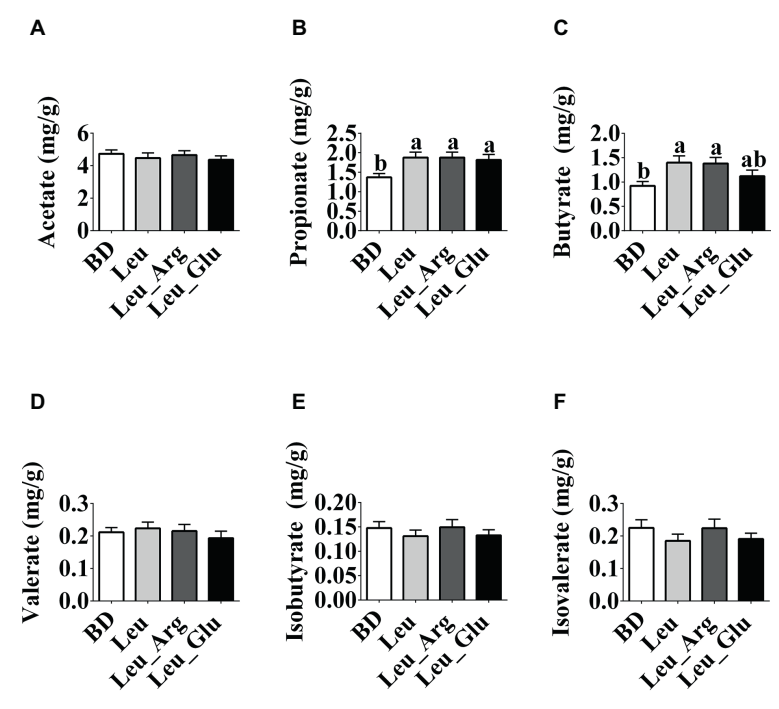 A
B
C
Acetate (mg/g)
6
4
2
0
BD
Leu
Leu_Arg
Leu_Glu
Propionate (mg/g)
2.5
2.0
1.5
1.0
0.5
0.0
b
a
a
a
BD
Leu
Leu_Arg
Leu_Glu
Butyrate (mg/g)
2.0
1.5
1.0
0.5
0.0
b
a
a
ab
BD
Leu
Leu_Arg
Leu_Glu
D
E
F
Valerate (mg/g)
0.3
0.2
0.1
0.0
BD
Leu
Leu_Arg
Leu_Glu
Isobutyrate (mg/g)
0.20
0.15
0.10
0.05
0.00
BD
Leu
Leu_Arg
Leu_Glu
Isovalerate (mg/g)
0.3
0.2
0.1
0.0
BD
Leu
Leu_Arg
Leu_Glu